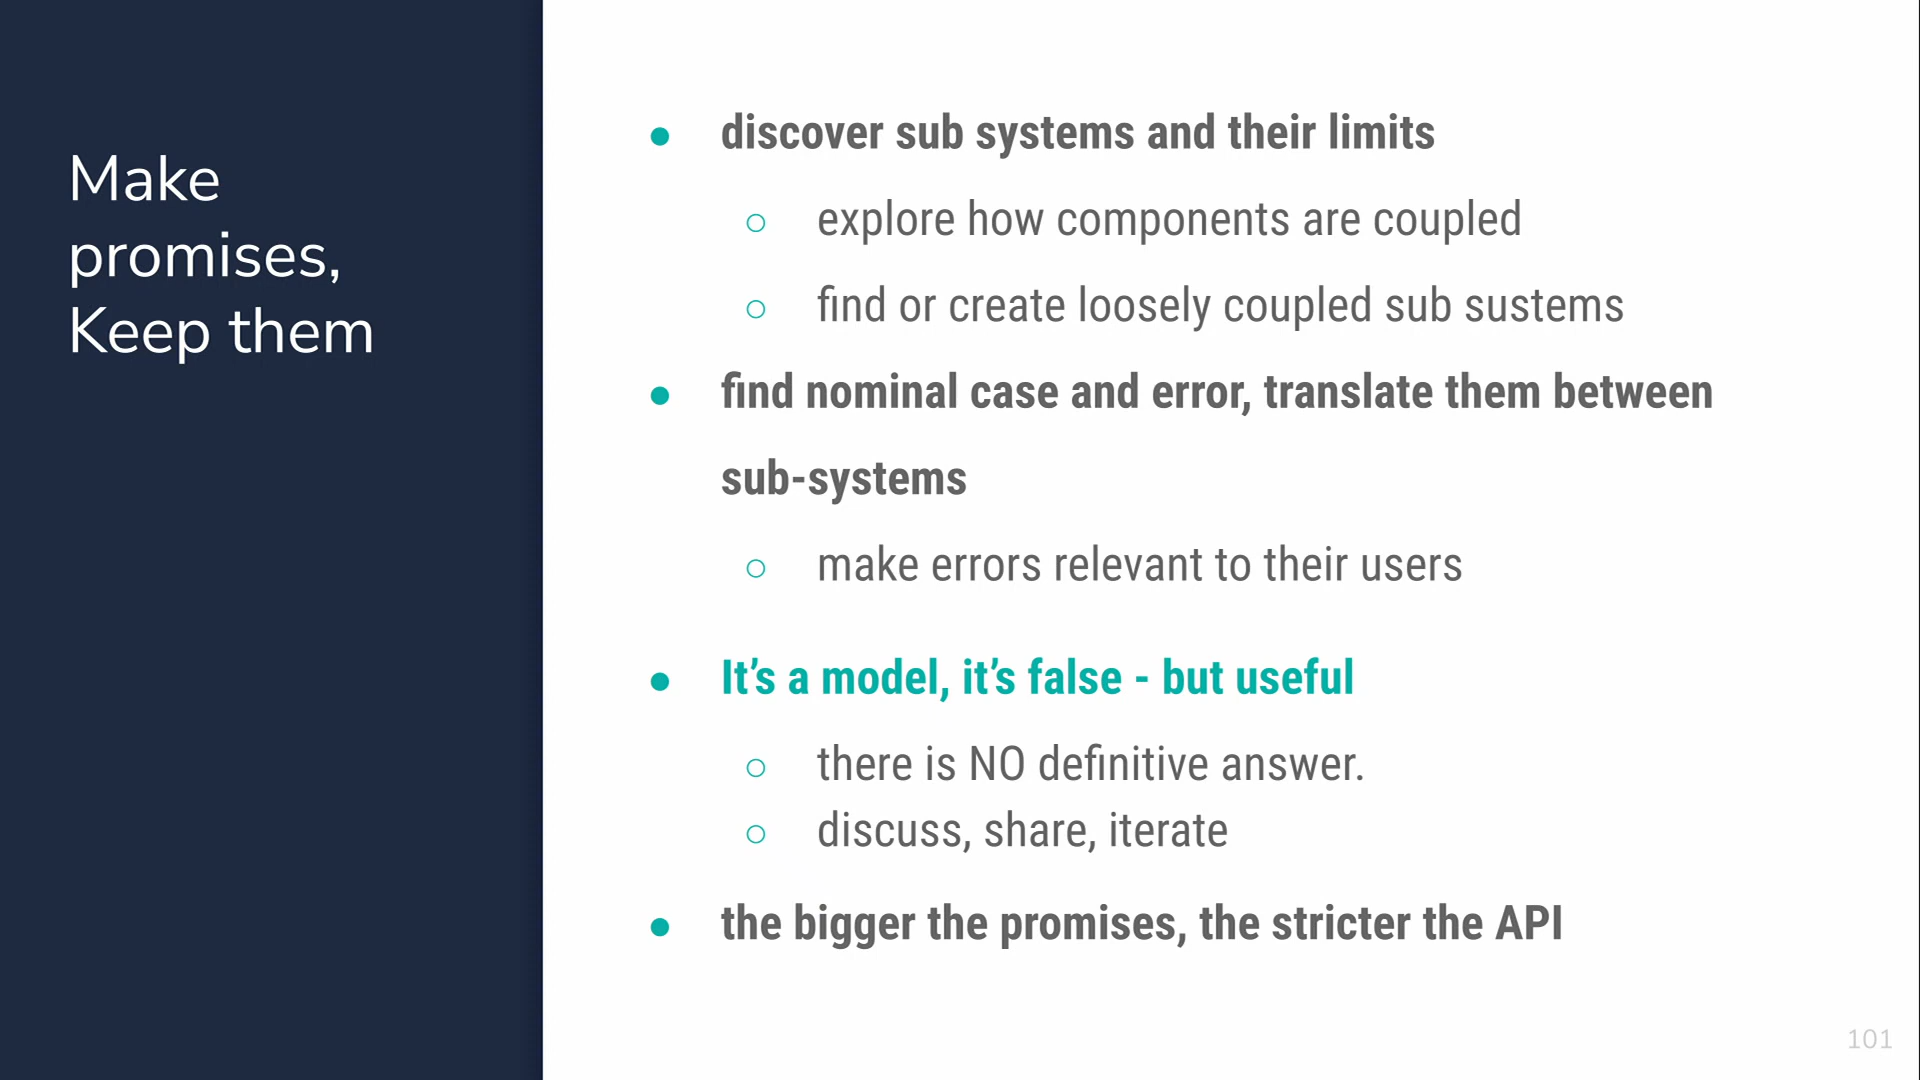 Make
promises,
Keep them
● discover sub systems and their limits
○ explore how components are coupled
○ find or create loosely coupled sub sustems
● find nominal case and error, translate them between
sub-systems
○ make errors relevant to their users
● It’s a model, it’s false - but useful
○ there is NO definitive answer.
○ discuss, share, iterate
● the bigger the promises, the stricter the API
101